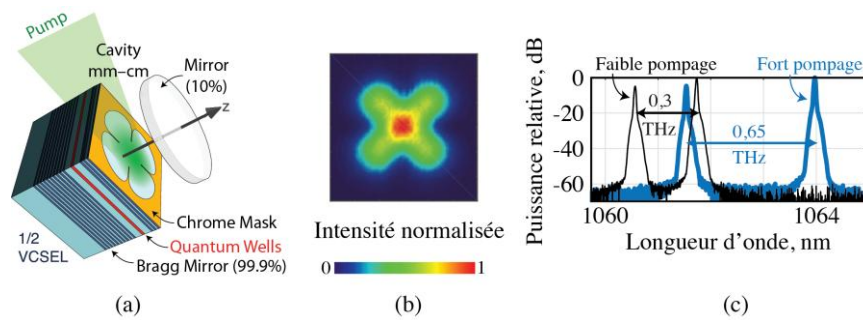 Pump
Cavity
mm–cm
Mirror
(10%)
z
Chrome Mask
Quantum Wells
Bragg Mirror (99.9%)
1/2
VCSEL
(a)
Intensité normalisée
0
1
(b)
Puissance relative, dB
0
-20
-40
-60
Faible pompage
Fort pompage
0,3
THz
0,65
THz
1060
1064
Longueur d'onde, nm
(c)